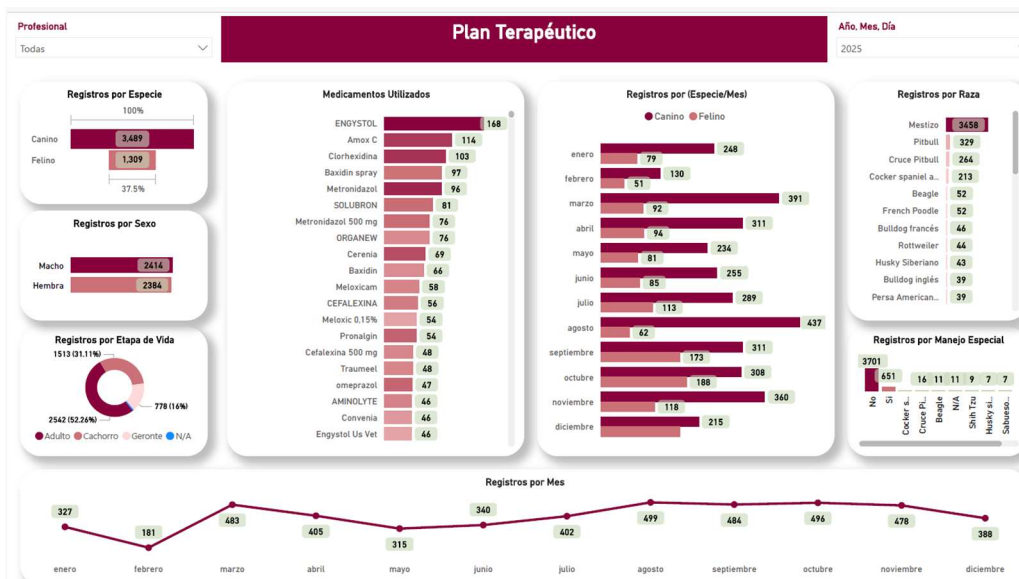 Profesional
Todas
Plan Terapéutico
Año, Mes, Día
2025
Registros por Especie
100%
Canino 3,489
Felino 1,309
37.5%
Registros por Sexo
Macho 2414
Hembra 2384
Registros por Etapa de Vida
1513 (31.11%)
778 (16%)
2542 (52.26%)
Adulto Cachorro Geronte N/A
Medicamentos Utilizados
ENGYSTOL 168
Amox C 114
Clorhexidina 103
Baxidin spray 97
Metronidazol 96
SOLUBRON 81
Metronidazol 500 mg 76
ORGANEW 76
Cerenia 69
Baxidin 66
Meloxicam 58
CEFALEXINA 56
Meloxic 0,15% 54
Pronalgin 54
Cefalexina 500 mg 48
Traumeel 48
omeprazol 47
AMINOLYTE 46
Convenia 46
Engystol Us Vet 46
Registros por (Especie/Mes)
Canino Felino
enero 248 79
febrero 130 51
marzo 391 92
abril 311 94
mayo 234 81
junio 255 85
julio 289 113
agosto 437 62
septiembre 311 173
octubre 308 188
noviembre 360 118
diciembre 215
Registros por Raza
Mestizo 3458
Pitbull 329
Cruce Pitbull 264
Cocker spaniel a... 213
Beagle 52
French Poodle 52
Bulldog francés 46
Rottweiler 44
Husky Siberiano 43
Bulldog inglés 39
Persa American... 39
Registros por Manejo Especial
3701 651 16 11 11 9 7 7
No
Si
Cocker s...
Cruce Pi...
Beagle
N/A
Shih Tzu
Husky si...
Sabueso...
Registros por Mes
327 181 483 405 315 340 402 499 484 496 478 388
enero febrero marzo abril mayo junio julio agosto septiembre octubre noviembre diciembre